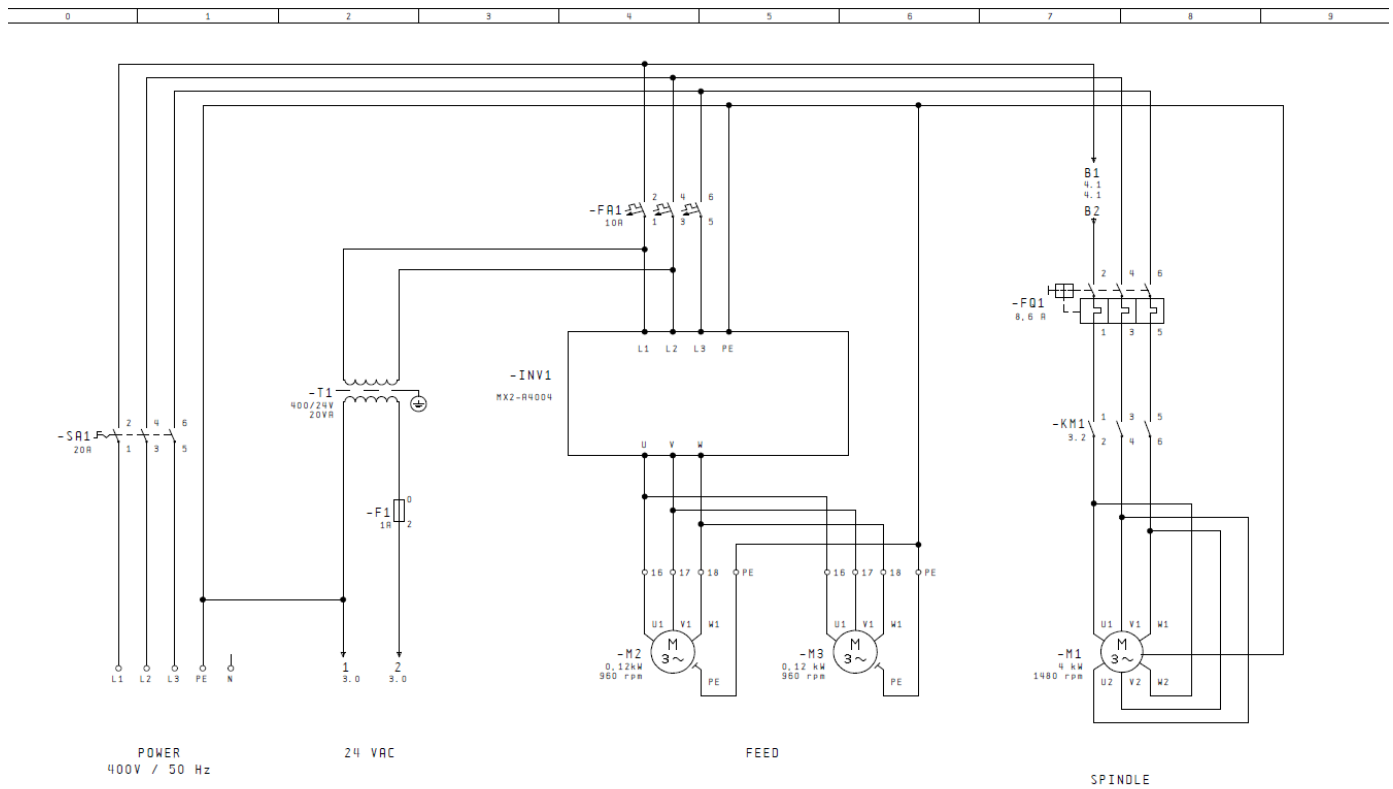 0 1 2 3 4 5 6 7 8 9
B1
4.1
4.1
B2
2 4 6
-FA1
10A
1 3 5
2 4 6
-FQ1
8,6 A
1 3 5
L1 L2 L3 PE
-INV1
MX2-A4004
U V W
-T1
400/24V
20VA
2 4 6
-SA1
20A
1 3 5
1 3 5
-KM1
3.2
2 4 6
0
-F1
1A
2
16 17 18 PE
16 17 18 PE
U1 V1 W1
M
3~
-M2
0,12kW
960 rpm
PE
U1 V1 W1
M
3~
-M3
0,12 kW
960 rpm
PE
U1 V1 W1
M
3~
-M1
4 kW
1480 rpm
U2 V2 W2
L1 L2 L3 PE N
1
3.0
2
3.0
POWER
400V / 50 Hz
24 VAC
FEED
SPINDLE